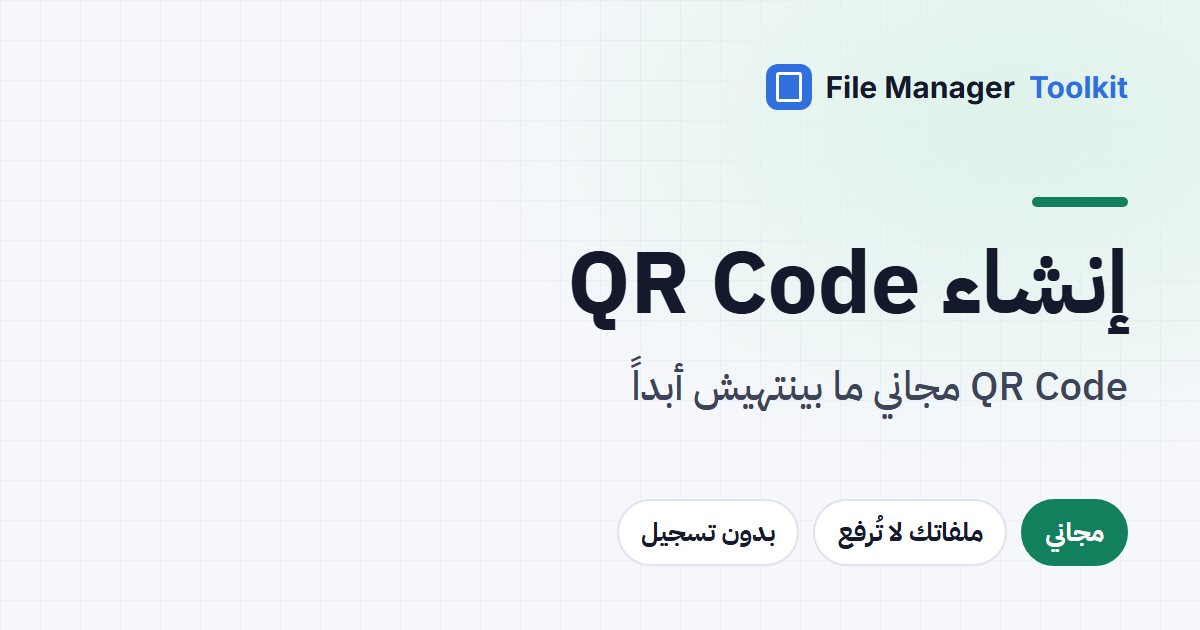 File Manager Toolkit
إنشاء QR Code
QR Code مجاني ما بينتهيش أبداً
مجاني
ملفاتك لا تُرفع
بدون تسجيل